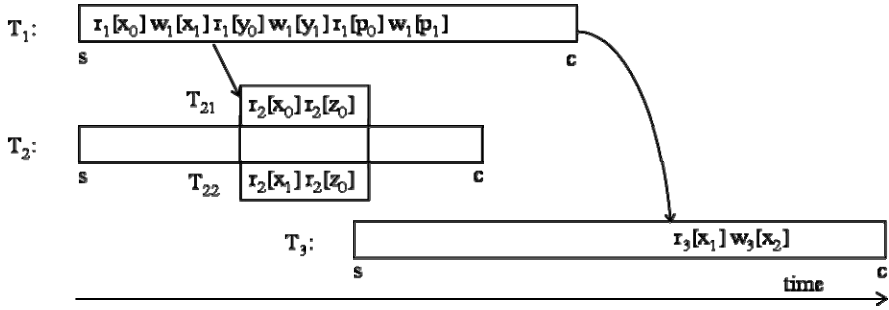 T1: r1[x0] w1[x1] r1[y0] w1[y1] r1[p0] w1[p1]
s c
T21 r2[x0] r2[z0]
T2:
s c
T22 r2[x1] r2[z0]
T3: r3[x1] w3[x2]
s c
time